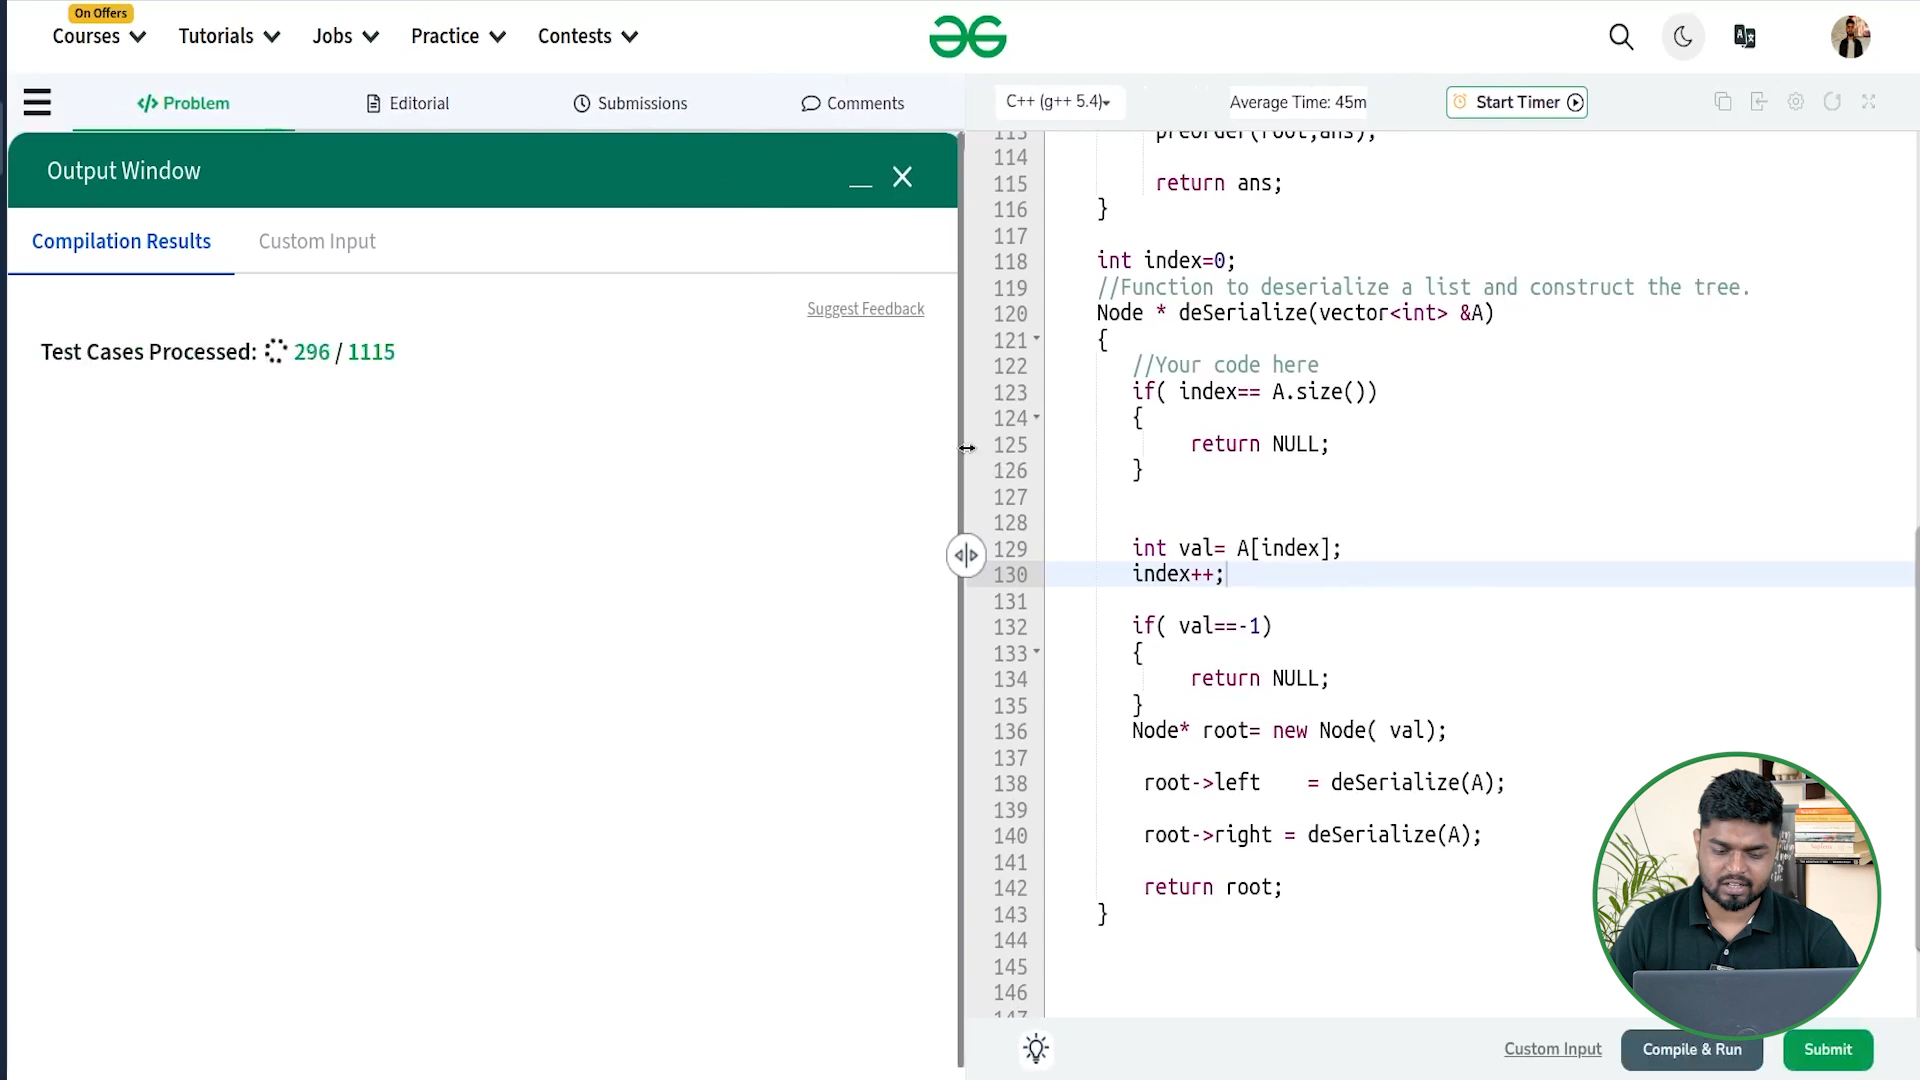 On Offers
Courses
Tutorials
Jobs
Practice
Contests
Problem
Editorial
Submissions
Comments
C++ (g++ 5.4)
Average Time: 45m
Start Timer
Output Window
Compilation Results
Custom Input
Suggest Feedback
Test Cases Processed: 296 / 1115
113 preorder(root,ans);
114
115 return ans;
116 }
117
118 int index=0;
119 //Function to deserialize a list and construct the tree.
120 Node * deSerialize(vector<int> &A)
121 {
122 //Your code here
123 if( index== A.size())
124 {
125 return NULL;
126 }
127
128
129 int val= A[index];
130 index++;
131
132 if( val==-1)
133 {
134 return NULL;
135 }
136 Node* root= new Node( val);
137
138 root->left    = deSerialize(A);
139
140 root->right = deSerialize(A);
141
142 return root;
143 }
144
145
146
147
Custom Input
Compile & Run
Submit